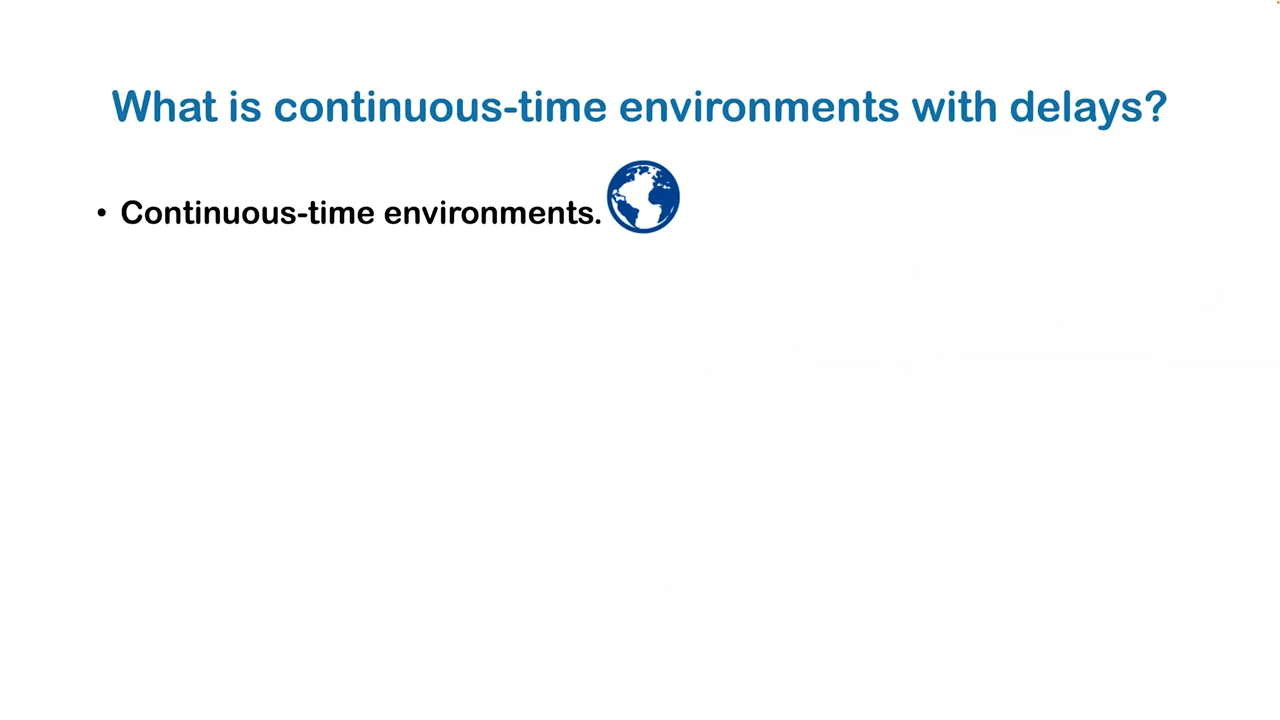 What is continuous-time environments with delays?
• Continuous-time environments.